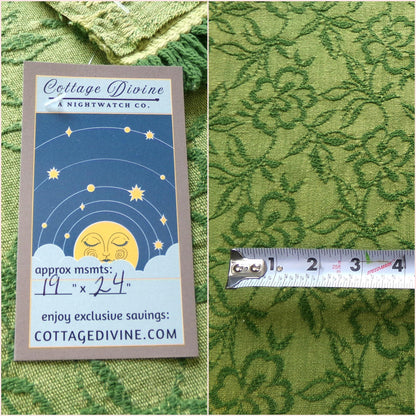 Cottage Divine
A NIGHTWATCH CO.
approx msmts:
19 " x 24 "
enjoy exclusive savings:
COTTAGEDIVINE.COM
1 2 3 4